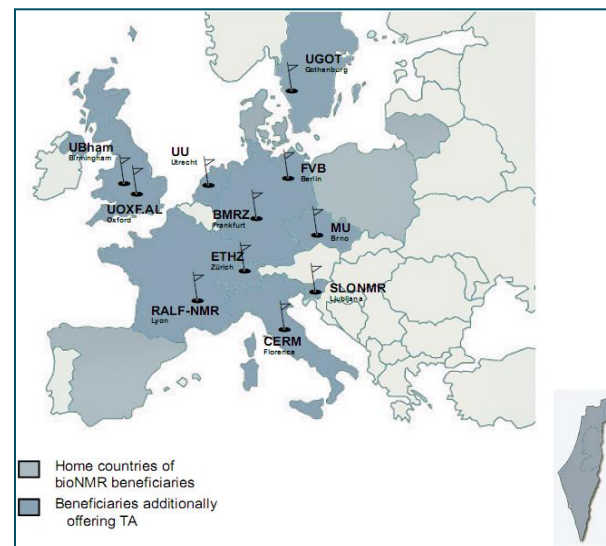 UGOT
Gothenburg
UBham
Birmingham
UU
Utrecht
FVB
Berlin
UOXF.AL
Oxford
BMRZ
Frankfurt
MU
Brno
ETHZ
Zürich
SLONMR
Ljubljana
RALF-NMR
Lyon
CERM
Florence
Home countries of
bioNMR beneficiaries
Beneficiaries additionally
offering TA